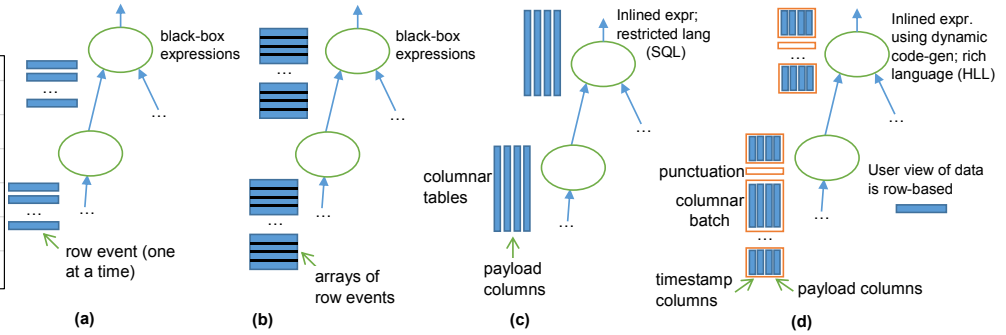 black-box
expressions
...
...
...
...
row event (one
at a time)
(a)
black-box
expressions
...
...
...
...
arrays of
row events
(b)
Inlined expr;
restricted lang
(SQL)
...
columnar
tables
...
payload
columns
(c)
Inlined expr.
using dynamic
code-gen; rich
language (HLL)
...
...
punctuation
columnar
batch
User view of data
is row-based
...
...
timestamp
columns
payload columns
(d)